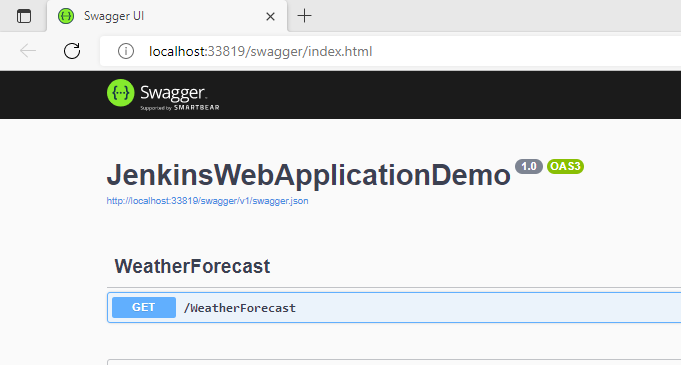 Swagger UI
localhost:33819/swagger/index.html
{···} Swagger.
Supported by SMARTBEAR
JenkinsWebApplicationDemo 1.0 OAS3
http://localhost:33819/swagger/v1/swagger.json
WeatherForecast
GET /WeatherForecast